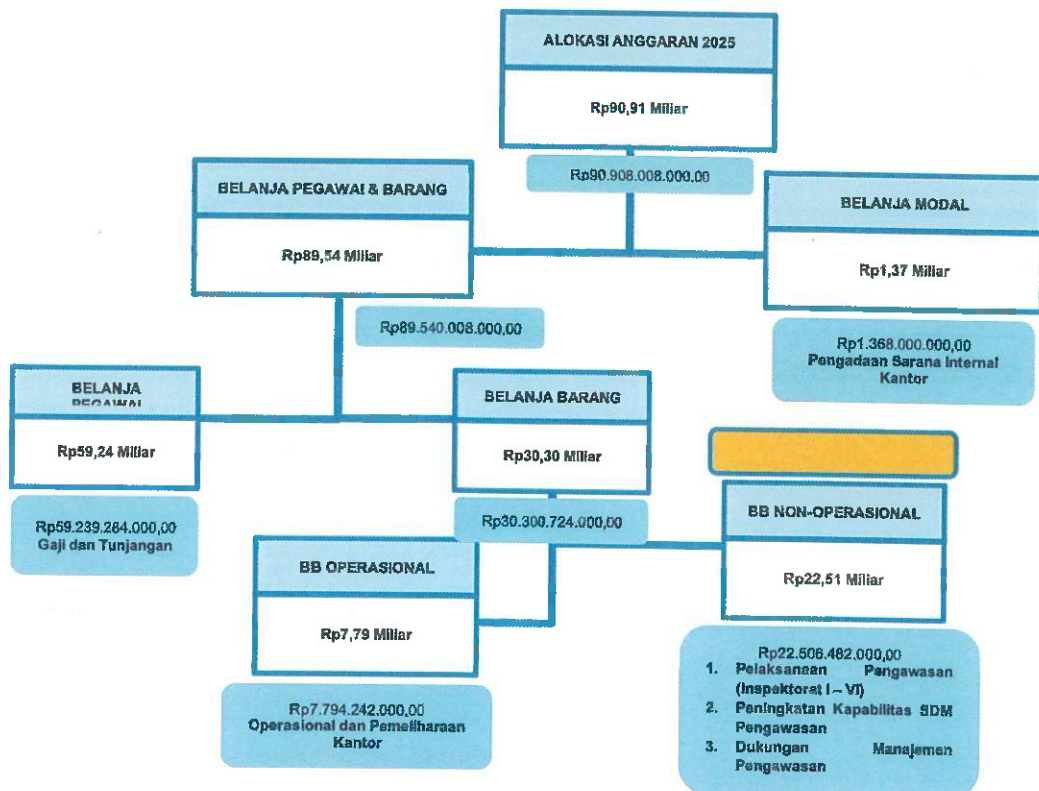 ALOKASI ANGGARAN 2025
Rp90,91 Miliar
Rp90.908.008.000,00
BELANJA PEGAWAI & BARANG
Rp89,54 Miliar
Rp89.540.008.000,00
BELANJA MODAL
Rp1,37 Miliar
Rp1.368.000.000,00
Pengadaan Sarana Internal
Kantor
BELANJA
PEGAWAI
Rp59,24 Miliar
Rp59.239.284.000,00
Gaji dan Tunjangan
BELANJA BARANG
Rp30,30 Miliar
Rp30.300.724.000,00
BB OPERASIONAL
Rp7,79 Miliar
Rp7.794.242.000,00
Operasional dan Pemeliharaan
Kantor
BB NON-OPERASIONAL
Rp22,51 Miliar
Rp22.506.482.000,00
1. Pelaksanaan Pengawasan
(Inspektorat I – VI)
2. Peningkatan Kapabilitas SDM
Pengawasan
3. Dukungan Manajemen
Pengawasan